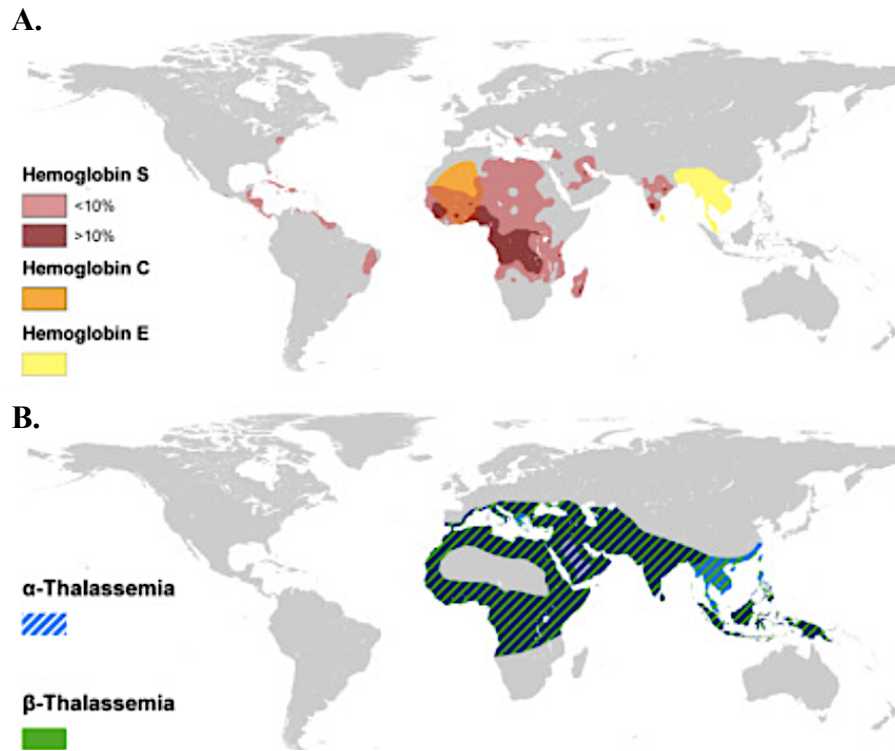 A.
Hemoglobin S
<10%
>10%
Hemoglobin C
Hemoglobin E
B.
α-Thalassemia
β-Thalassemia